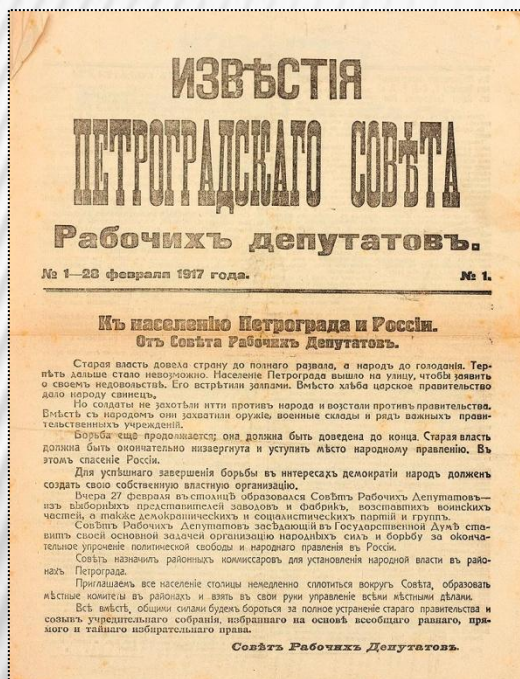 ИЗВѢСТІЯ
ПЕТРОГРАДСКАГО СОВѢТА
Рабочихъ депутатовъ.
№ 1—28 февраля 1917 года. № 1.
Къ населенію Петрограда и Россіи.
Отъ Совѣта Рабочихъ Депутатовъ.
Старая власть довела страну до полнаго развала, а народъ до голоданія. Тер-
пѣть дальше стало невозможно. Населеніе Петрограда вышло на улицу, чтобы заявить
о своемъ недовольствѣ. Его встрѣтили залпами. Вмѣсто хлѣба царское правительство
дало народу свинецъ.
Но солдаты не захотѣли итти противъ народа и возстали противъ правительства.
Вмѣстѣ съ народомъ они захватили оружіе, военные склады и рядъ важныхъ прави-
тельственныхъ учрежденій.
Борьба еще продолжается; она должна быть доведена до конца. Старая власть
должна быть окончательно низвергнута и уступить мѣсто народному правленію. Въ
этомъ спасеніе Россіи.
Для успѣшнаго завершенія борьбы въ интересахъ демократіи народъ долженъ
создать свою собственную властную организацію.
Вчера 27 февраля въ столицѣ образовался Совѣтъ Рабочихъ Депутатовъ—
изъ выборныхъ представителей заводовъ и фабрикъ, возставшихъ воинскихъ
частей, а также демократическихъ и социалистическихъ партій и группъ.
Совѣтъ Рабочихъ Депутатовъ засѣдающій въ Государственной Думѣ ста-
витъ своей основной задачей организацію народныхъ силъ и борьбу за оконча-
тельное упроченіе политической свободы и народнаго правленія въ Россіи.
Совѣтъ назначилъ районныхъ комиссаровъ для установленія народной власти въ райо-
нахъ Петрограда.
Приглашаемъ все населеніе столицы немедленно сплотиться вокругъ Совѣта, образовать
мѣстные комитеты въ районахъ и взять въ свои руки управленіе всѣми мѣстными дѣлами.
Всѣ вмѣстѣ, общими силами будемъ бороться за полное устраненіе стараго правительства и
созывъ учредительнаго собранія, избраннаго на основѣ всеобщаго равнаго, пря-
мого и тайнаго избирательнаго права.
Совѣтъ Рабочихъ Депутатовъ.